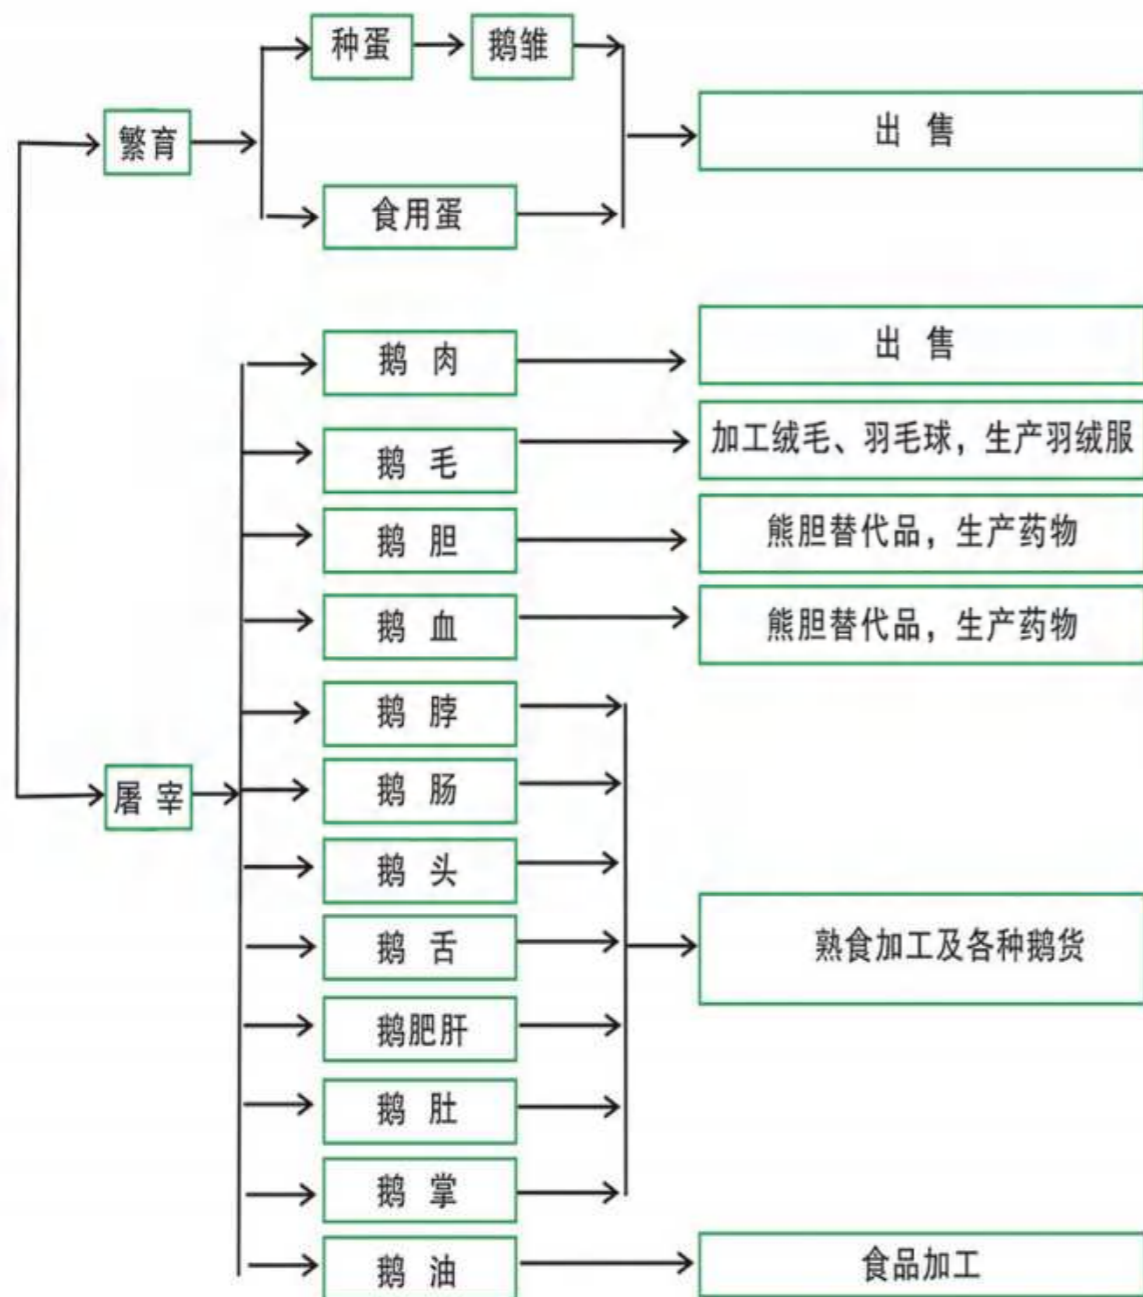 种蛋
鹅雏
繁育
出售
食用蛋
鹅肉
出售
鹅毛
加工绒毛、羽毛球，生产羽绒服
鹅胆
熊胆替代品，生产药物
鹅血
熊胆替代品，生产药物
鹅脖
鹅肠
屠宰
鹅头
鹅舌
熟食加工及各种鹅货
鹅肥肝
鹅肚
鹅掌
鹅油
食品加工